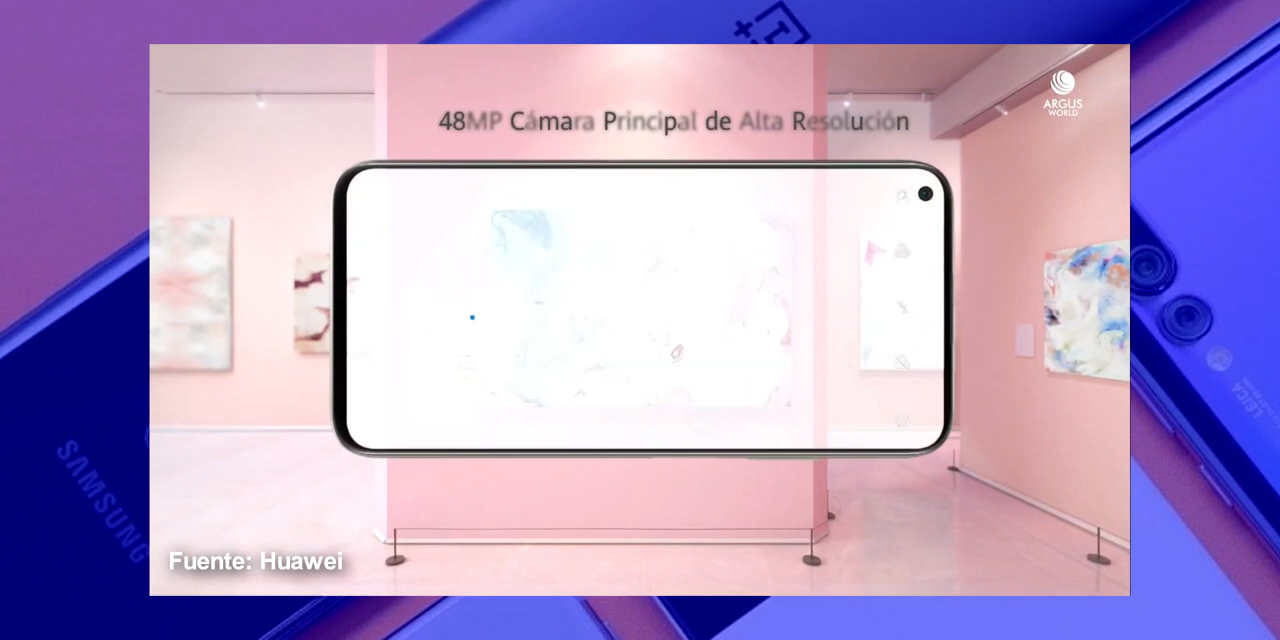 48MP Cámara Principal de Alta Resolución
ARGUS
WORLD
SAMSUNG
LEICA
Fuente: Huawei